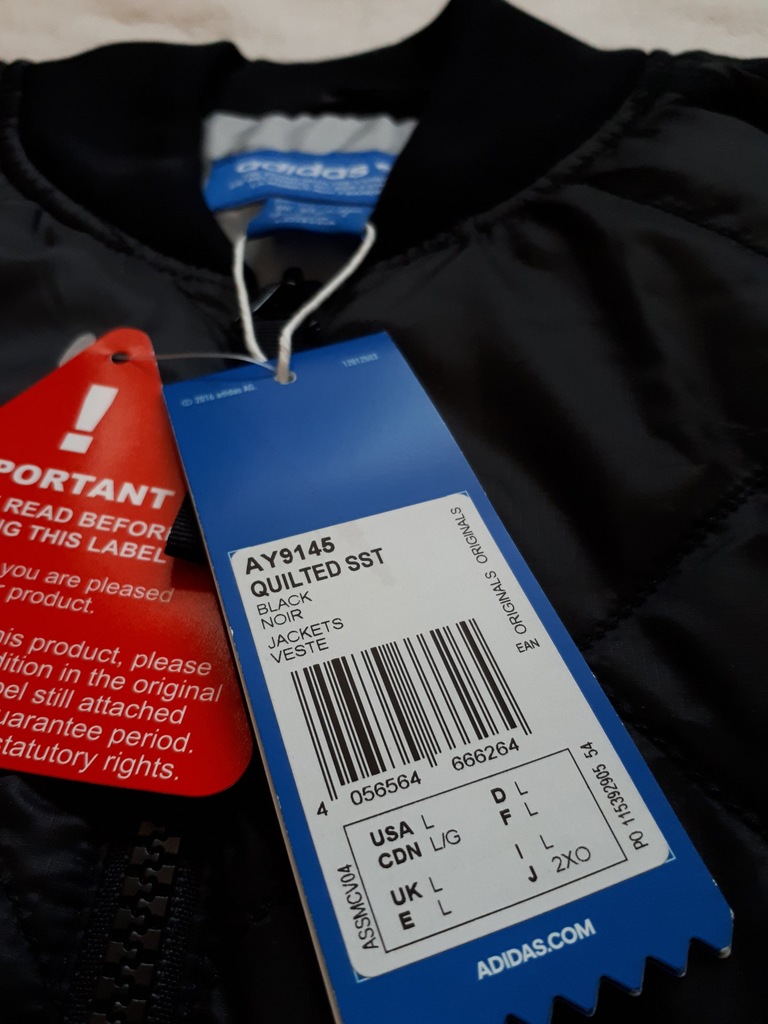 adidas
© 2016 adidas AG.
12012503
!
PORTANT
READ BEFOR
NG THIS LABEL
you are pleased
r product.
his product, please
dition in the original
bel still attached
uarantee period.
statutory rights.
AY9145
QUILTED SST
BLACK
NOIR
JACKETS
VESTE
EAN ORIGINALS ORIGINALS
4 056564 666264
USA L
CDN L/G
UK L
E L
D L
F L
I L
J 2XO
ASSMCV04
PO 115392905 54
ADIDAS.COM